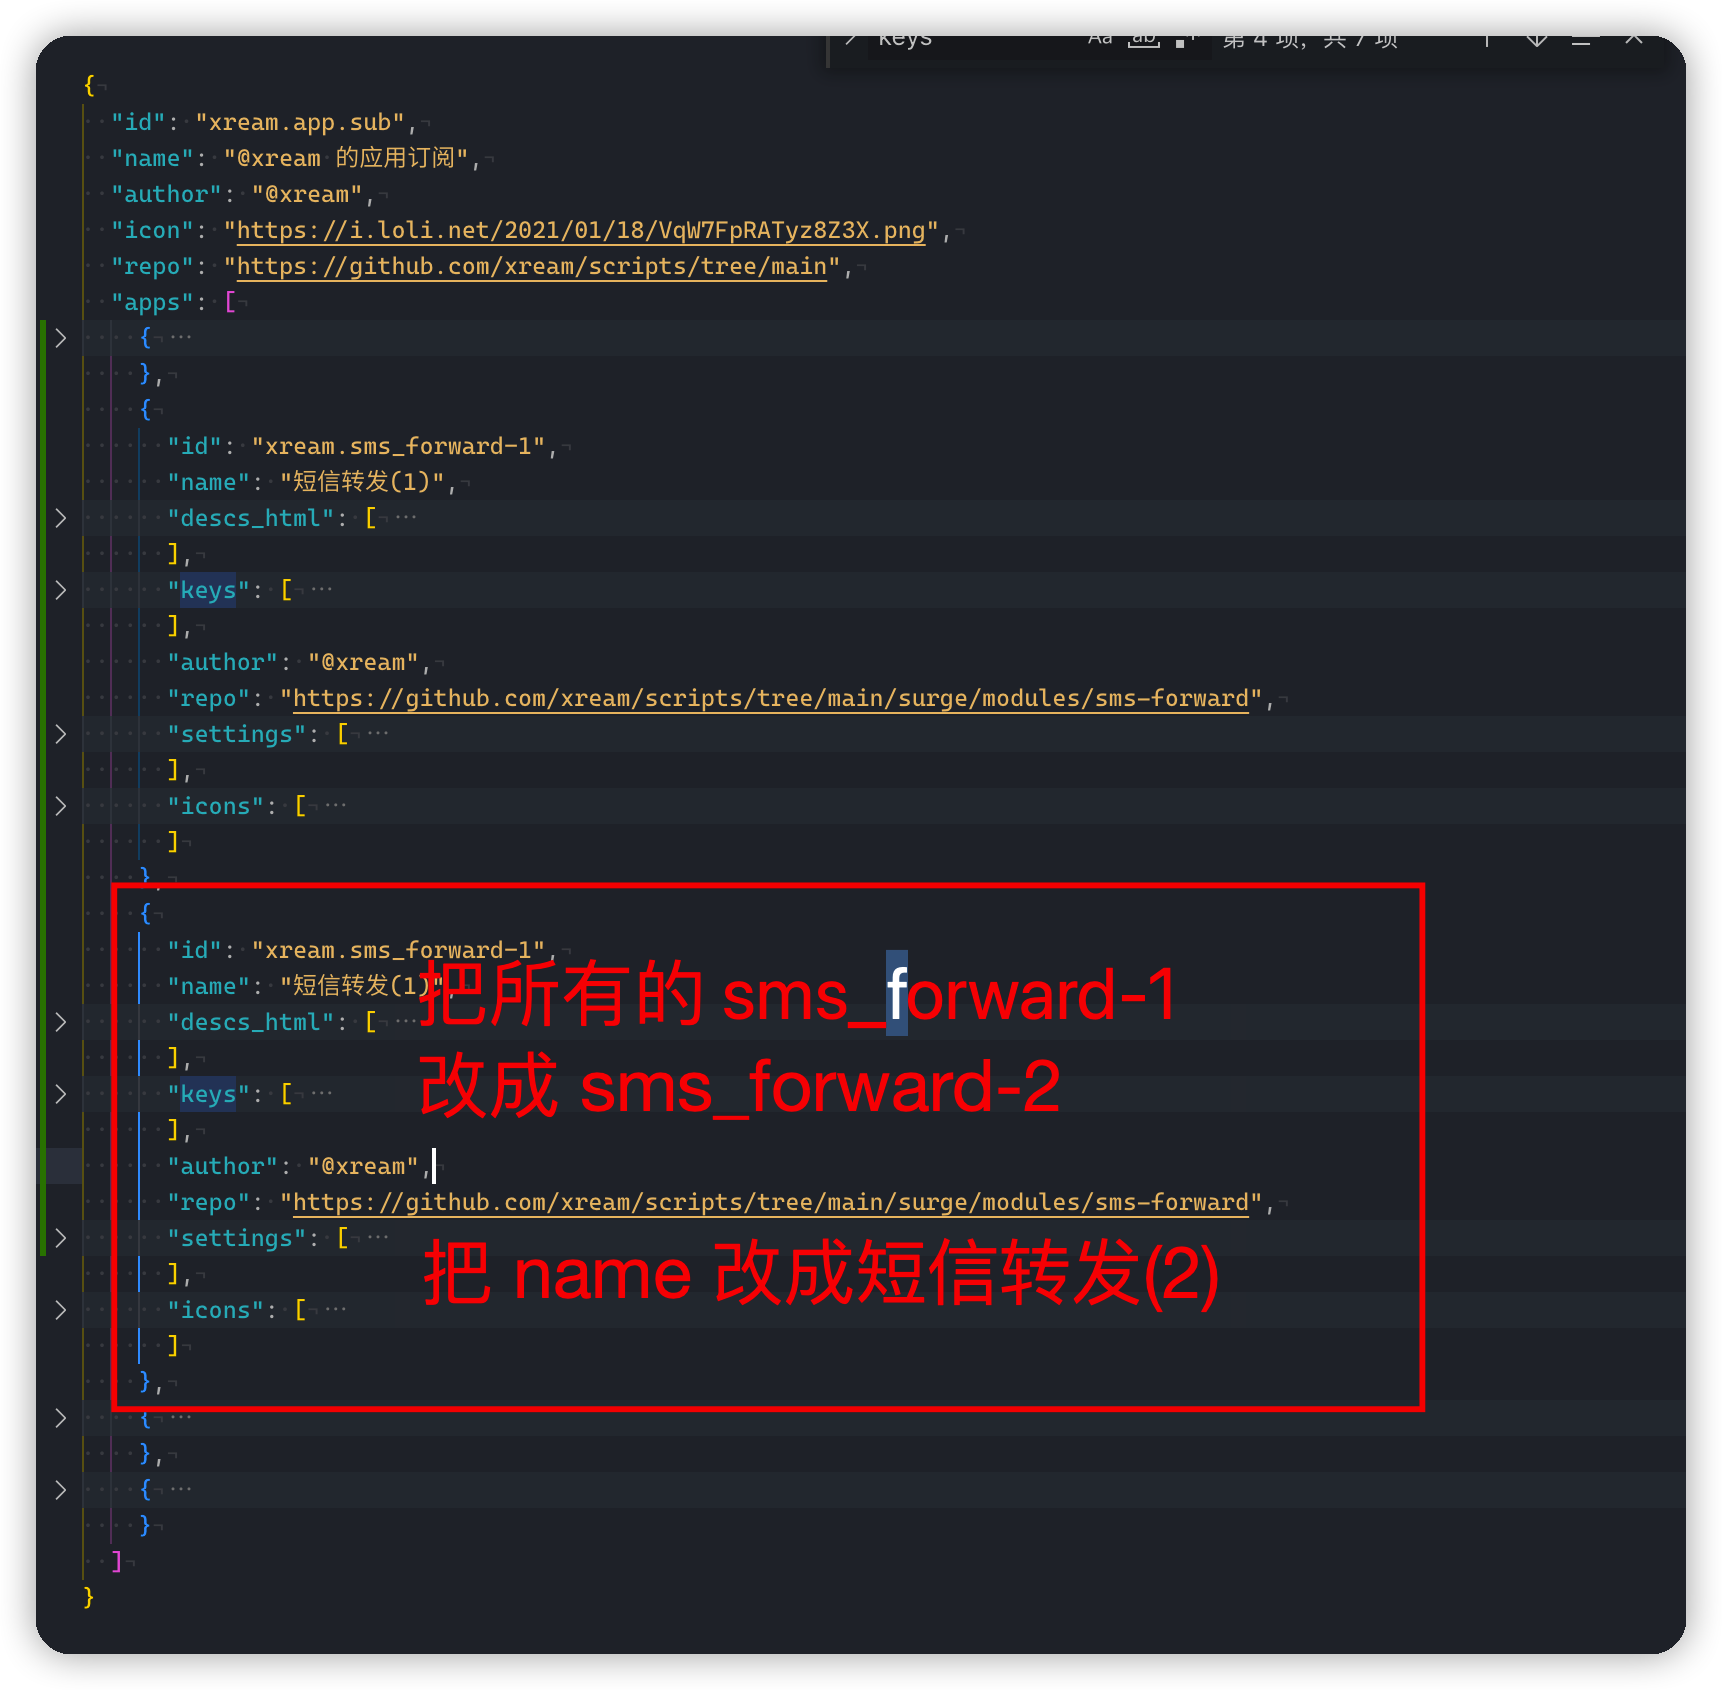 keys Aa ab 第 4 项, 共 7 项
{
"id": "xream.app.sub",
"name": "@xream 的应用订阅",
"author": "@xream",
"icon": "https://i.loli.net/2021/01/18/VqW7FpRATyz8Z3X.png",
"repo": "https://github.com/xream/scripts/tree/main",
"apps": [
{ ···
},
{
"id": "xream.sms_forward-1",
"name": "短信转发(1)",
"descs_html": [ ···
],
"keys": [ ···
],
"author": "@xream",
"repo": "https://github.com/xream/scripts/tree/main/surge/modules/sms-forward",
"settings": [ ···
],
"icons": [ ···
]
},
{
"id": "xream.sms_forward-1",
"name": "短信转发(1)",
把所有的 sms_forward-1
"descs_html": [ ···
],
改成 sms_forward-2
"keys": [ ···
],
"author": "@xream",
"repo": "https://github.com/xream/scripts/tree/main/surge/modules/sms-forward",
"settings": [ ···
],
把 name 改成短信转发(2)
"icons": [ ···
]
},
{ ···
},
{ ···
}
]
}